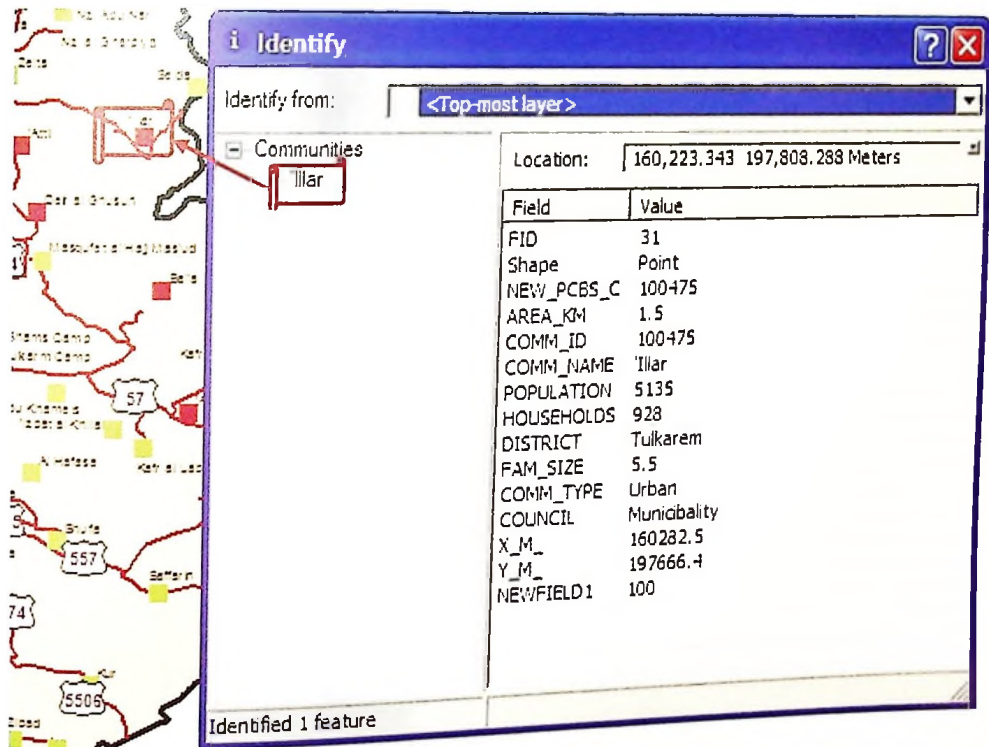 i Identify
?
Identify from:
<Top-most layer>
Communities
'Illar
Location:
160,223.343 197,808.288 Meters
Field Value
FID 31
Shape Point
NEW_PCBS_C 100475
AREA_KM 1.5
COMM_ID 100475
COMM_NAME 'Illar
POPULATION 5135
HOUSEHOLDS 928
DISTRICT Tulkarem
FAM_SIZE 5.5
COMM_TYPE Urban
COUNCIL Municibality
X_M_ 160282.5
Y_M_ 197666.4
NEWFIELD1 100
Identified 1 feature
57
Shufa
557
Saffarin
74
Kur
5506